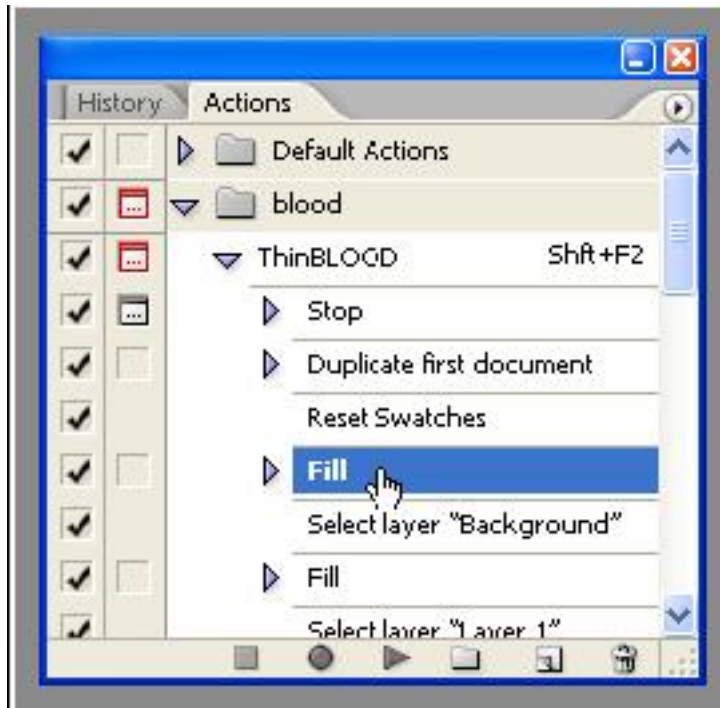 History Actions
Default Actions
blood
ThinBLOOD Shft+F2
Stop
Duplicate first document
Reset Swatches
Fill
Select layer "Background"
Fill
Select layer "Layer 1"